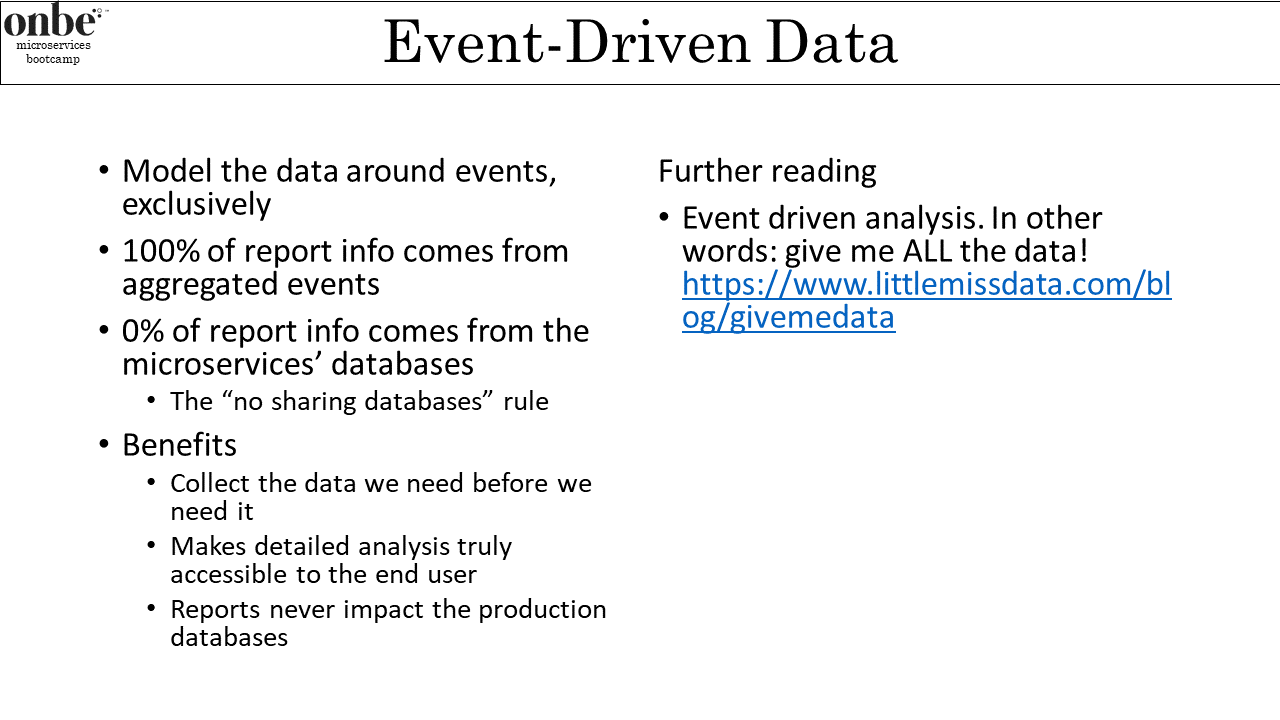 onbe
microservices
bootcamp
Event-Driven Data
• Model the data around events,
exclusively
• 100% of report info comes from
aggregated events
• 0% of report info comes from the
microservices’ databases
• The “no sharing databases” rule
• Benefits
• Collect the data we need before we
need it
• Makes detailed analysis truly
accessible to the end user
• Reports never impact the production
databases
Further reading
• Event driven analysis. In other
words: give me ALL the data!
https://www.littlemissdata.com/bl
og/givemedata